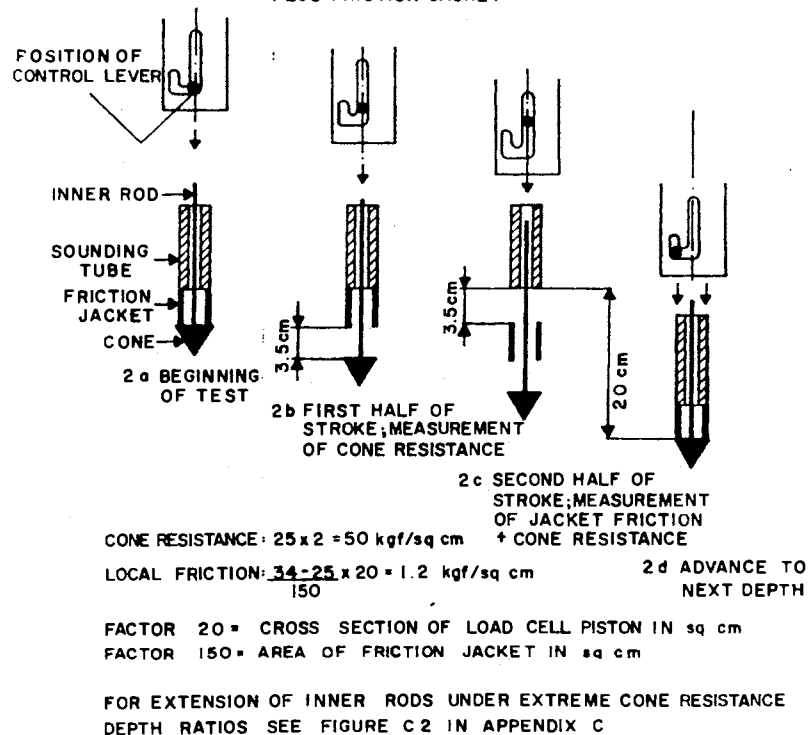 POSITION OF
CONTROL LEVER
INNER ROD
SOUNDING
TUBE
FRICTION
JACKET
CONE
3.5cm
3.5cm
20 cm
2a BEGINNING
OF TEST
2b FIRST HALF OF
STROKE;MEASUREMENT
OF CONE RESISTANCE
2c SECOND HALF OF
STROKE;MEASUREMENT
OF JACKET FRICTION
+ CONE RESISTANCE
2d ADVANCE TO
NEXT DEPTH
CONE RESISTANCE: 25 x 2 = 50 kgf/sq cm
LOCAL FRICTION: 34-25 x 20 = 1.2 kgf/sq cm
150
FACTOR 20 = CROSS SECTION OF LOAD CELL PISTON IN sq cm
FACTOR 150 = AREA OF FRICTION JACKET IN sq cm
FOR EXTENSION OF INNER RODS UNDER EXTREME CONE RESISTANCE
DEPTH RATIOS SEE FIGURE C2 IN APPENDIX C